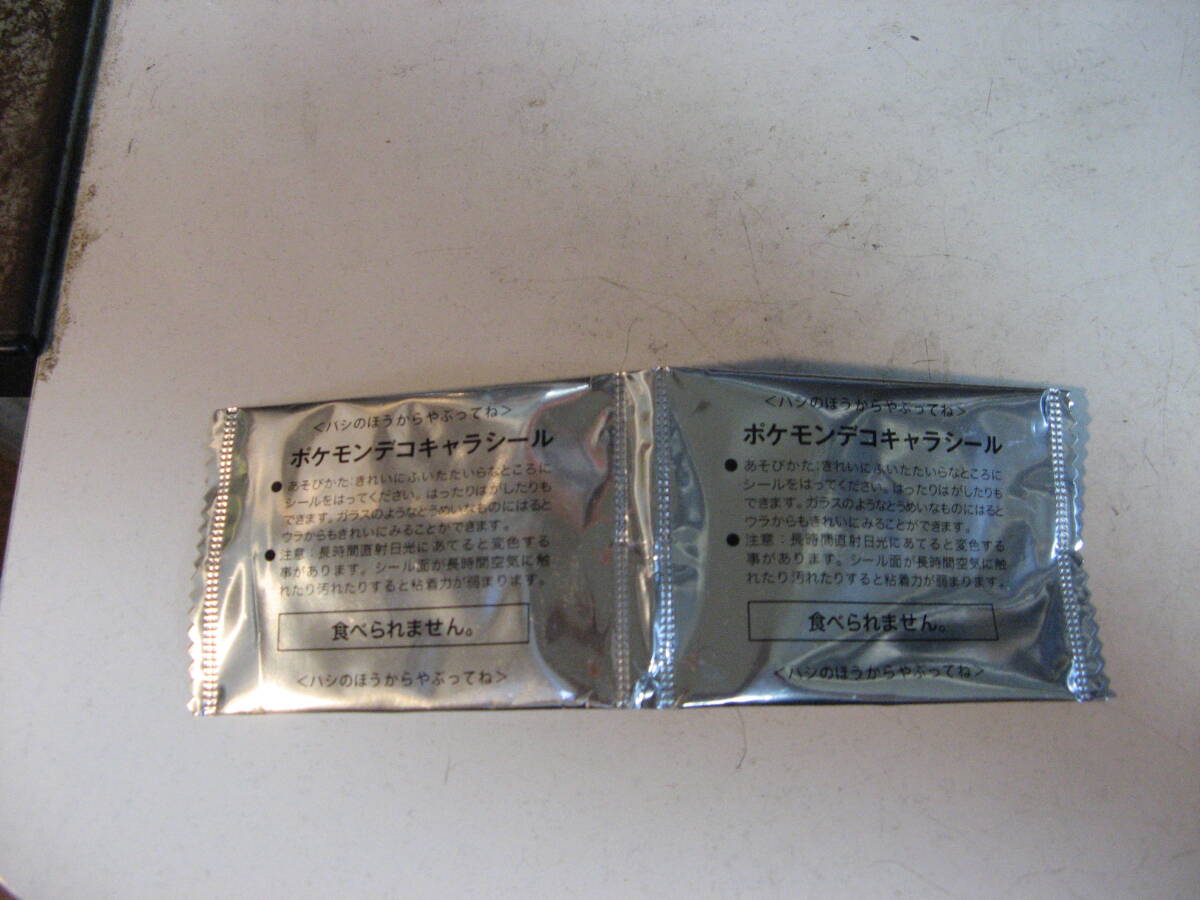 ＜ハシのほうからやぶってね＞
ポケモンデコキャラシール
● あそびかた：きれいにふいたたいらなところに
シールをはってください。はったりはがしたりも
できます。ガラスのようなとうめいなものにはると
ウラからもきれいにみることができます。
● 注意：長時間直射日光にあてると変色する
事があります。シール面が長時間空気に触
れたり汚れたりすると粘着力が弱まります。
食べられません。
＜ハシのほうからやぶってね＞
＜ハシのほうからやぶってね＞
ポケモンデコキャラシール
● あそびかた：きれいにふいたたいらなところに
シールをはってください。はったりはがしたりも
できます。ガラスのようなとうめいなものにはると
ウラからもきれいにみることができます。
● 注意：長時間直射日光にあてると変色する
事があります。シール面が長時間空気に触
れたり汚れたりすると粘着力が弱まります。
食べられません。
＜ハシのほうからやぶってね＞